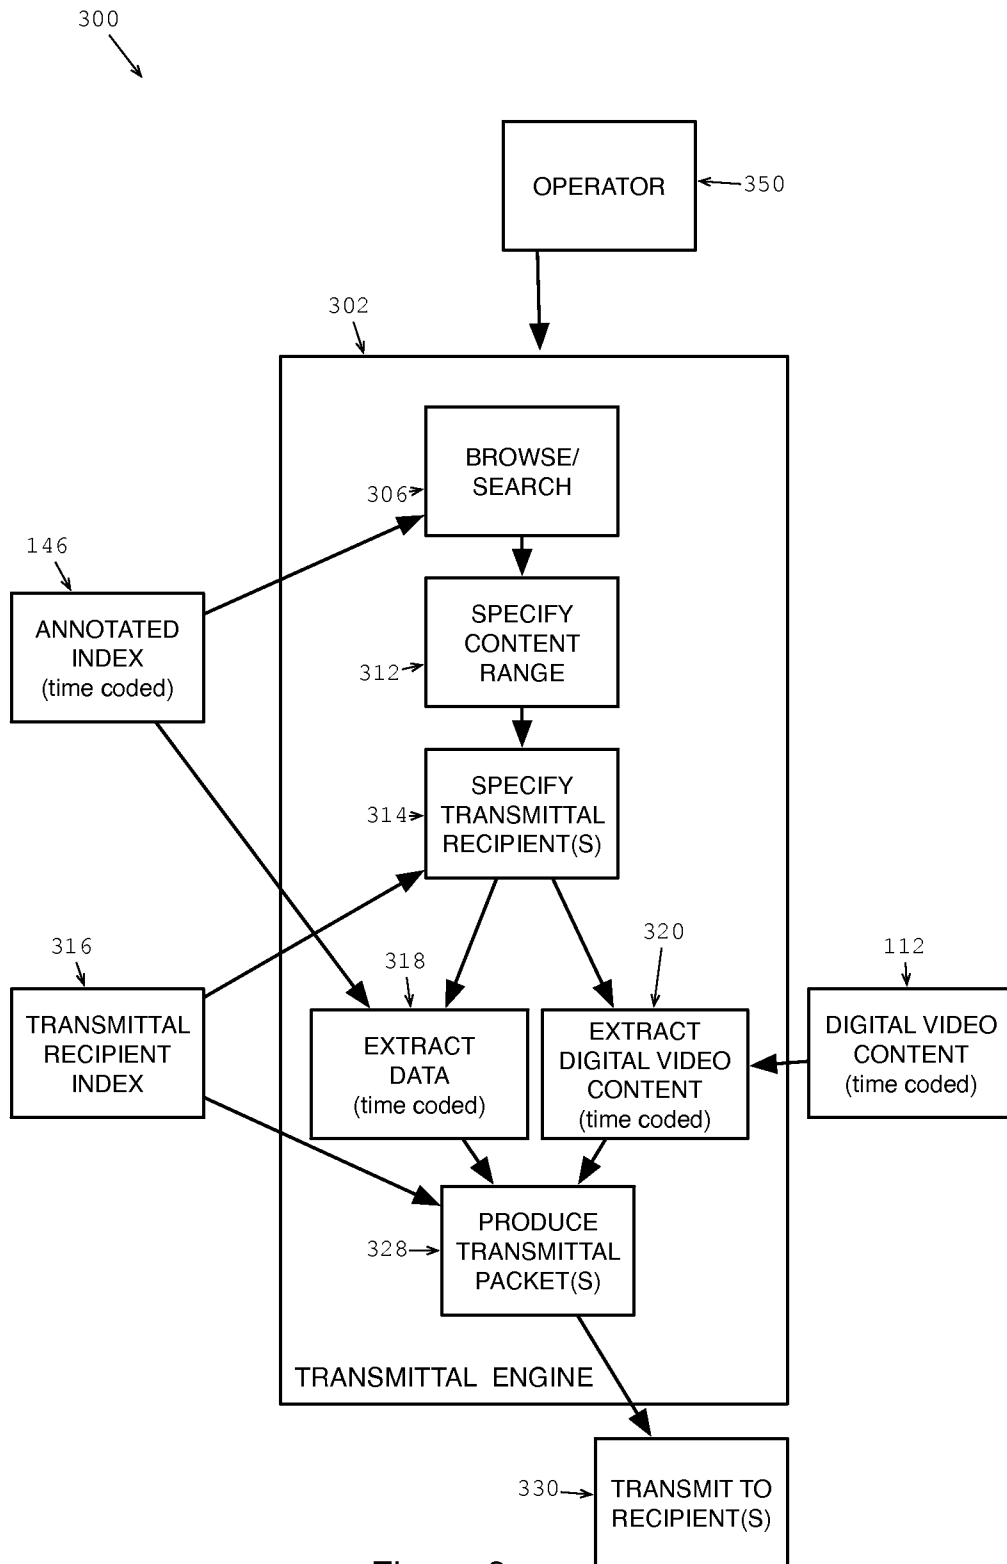 300
OPERATOR
350
302
BROWSE/
SEARCH
306
146
ANNOTATED
INDEX
(time coded)
SPECIFY
CONTENT
RANGE
312
SPECIFY
TRANSMITTAL
RECIPIENT(S)
314
316
TRANSMITTAL
RECIPIENT
INDEX
318
EXTRACT
DATA
(time coded)
320
EXTRACT
DIGITAL VIDEO
CONTENT
(time coded)
112
DIGITAL VIDEO
CONTENT
(time coded)
PRODUCE
TRANSMITTAL
PACKET(S)
328
TRANSMITTAL ENGINE
330
TRANSMIT TO
RECIPIENT(S)